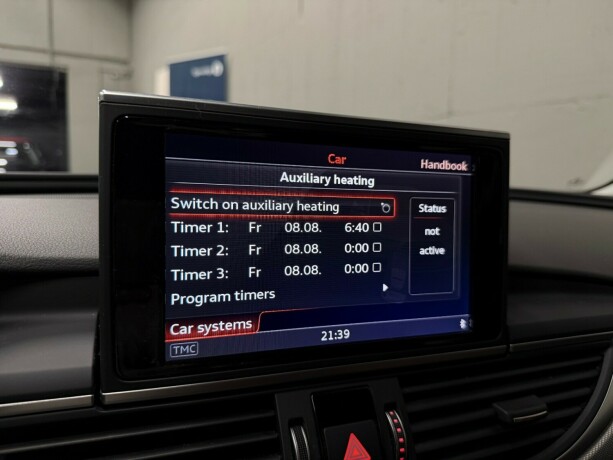 Car
Handbook
Auxiliary heating
Switch on auxiliary heating
Status
not
active
Timer 1: Fr 08.08. 6:40
Timer 2: Fr 08.08. 0:00
Timer 3: Fr 08.08. 0:00
Program timers
Car systems
21:39
TMC